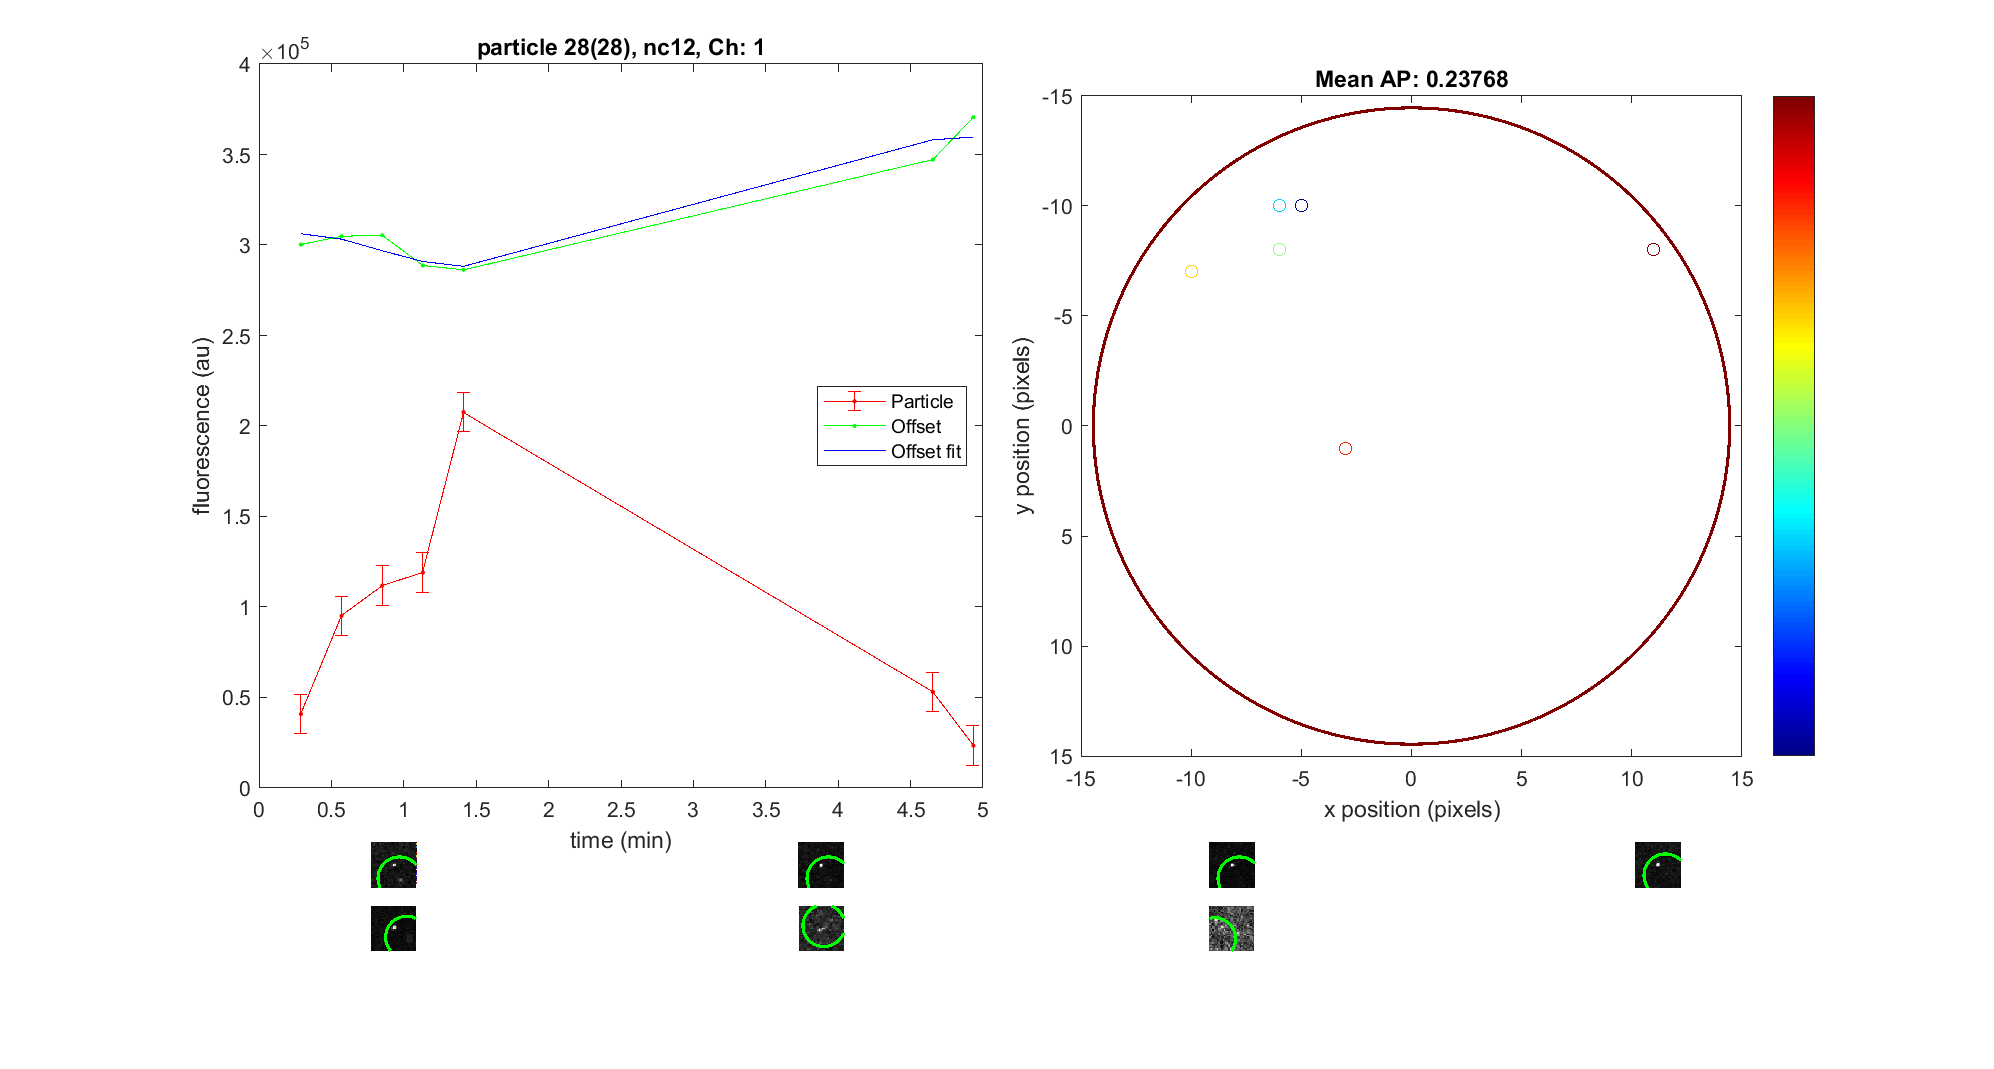 particle 28(28), nc12, Ch: 1
×10^5
4
3.5
3
2.5
2
1.5
1
0.5
0
fluorescence (au)
0 0.5 1 1.5 2 2.5 3 3.5 4 4.5 5
time (min)
Particle
Offset
Offset fit
Mean AP: 0.23768
-15
-10
-5
0
5
10
15
y position (pixels)
-15 -10 -5 0 5 10 15
x position (pixels)